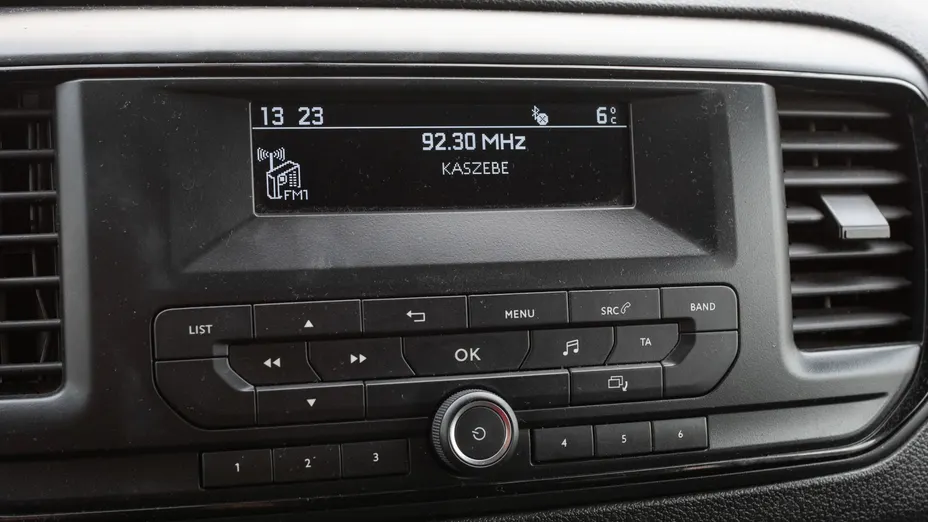 13 23 6°C
92.30 MHz
KASZEBE
FM1
LIST MENU SRC BAND
OK TA
1 2 3 4 5 6